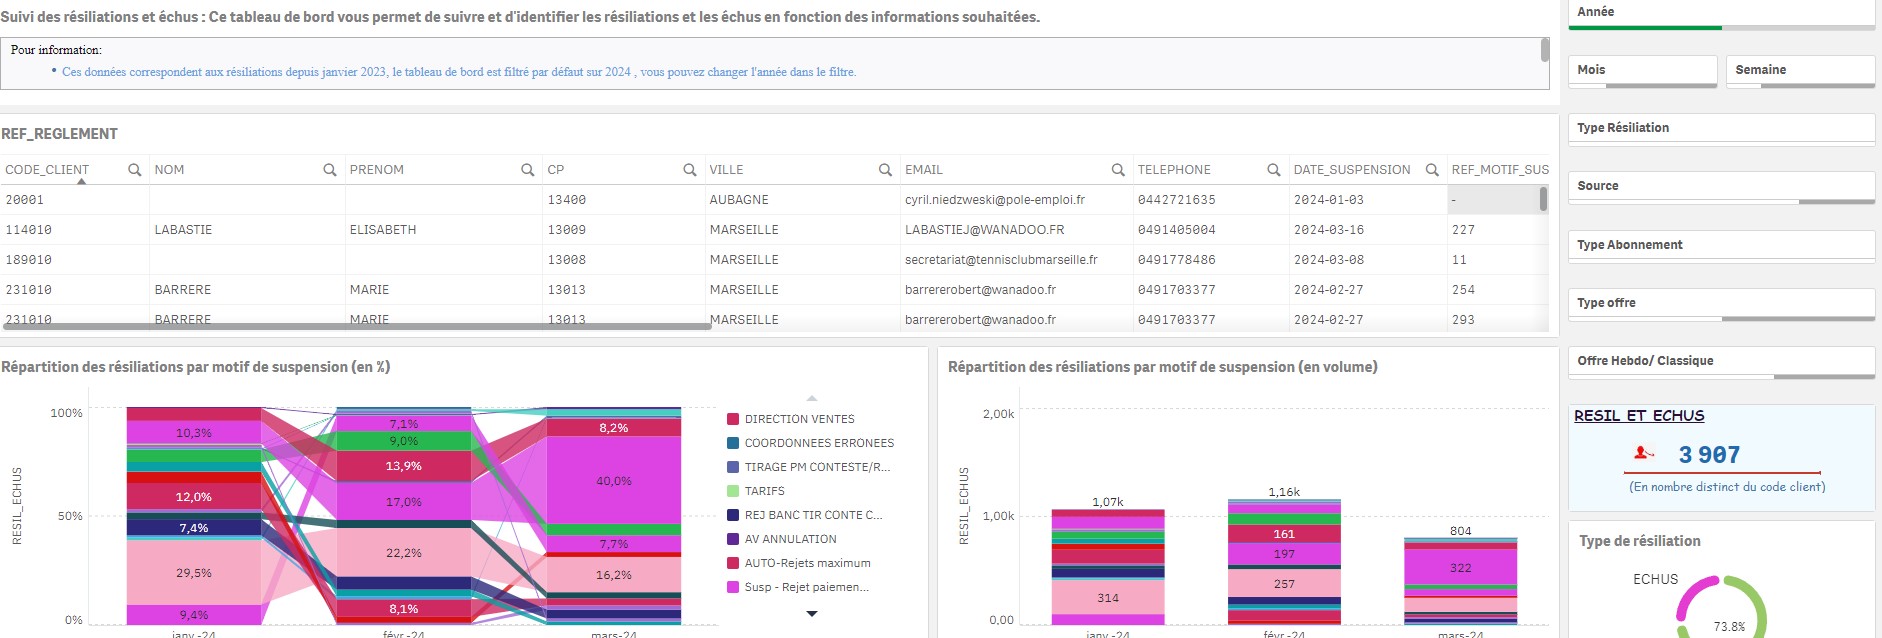 Suivi des résiliations et échus : Ce tableau de bord vous permet de suivre et d'identifier les résiliations et les échus en fonction des informations souhaitées.
Pour information:
• Ces données correspondent aux résiliations depuis janvier 2023, le tableau de bord est filtré par défaut sur 2024 , vous pouvez changer l'année dans le filtre.
Année
Mois Semaine
Type Résiliation
Source
Type Abonnement
Type offre
Offre Hebdo/ Classique
REF_REGLEMENT
CODE_CLIENT NOM PRENOM CP VILLE EMAIL TELEPHONE DATE_SUSPENSION REF_MOTIF_SUS
20001 13400 AUBAGNE cyril.niedzweski@pole-emploi.fr 0442721635 2024-01-03 -
114010 LABASTIE ELISABETH 13009 MARSEILLE LABASTIEJ@WANADOO.FR 0491405004 2024-03-16 227
189010 13008 MARSEILLE secretariat@tennisclubmarseille.fr 0491778486 2024-03-08 11
231010 BARRERE MARIE 13013 MARSEILLE barrererobert@wanadoo.fr 0491703377 2024-02-27 254
231010 BARRERE MARIE 13013 MARSEILLE barrererobert@wanadoo.fr 0491703377 2024-02-27 293
Répartition des résiliations par motif de suspension (en %)
RESIL_ECHUS
100%
50%
0%
10,3%
12,0%
7,4%
29,5%
9,4%
7,1%
9,0%
13,9%
17,0%
22,2%
8,1%
8,2%
40,0%
7,7%
16,2%
janv.-24 févr.-24 mars-24
DIRECTION VENTES
COORDONNEES ERRONEES
TIRAGE PM CONTESTE/R...
TARIFS
REJ BANC TIR CONTE C...
AV ANNULATION
AUTO-Rejets maximum
Susp - Rejet paiemen...
Répartition des résiliations par motif de suspension (en volume)
RESIL_ECHUS
2,00k
1,00k
0,00
1,07k
314
1,16k
161
197
257
804
322
janv.-24 févr.-24 mars-24
RESIL ET ECHUS
3 907
(En nombre distinct du code client)
Type de résiliation
ECHUS
73.8%